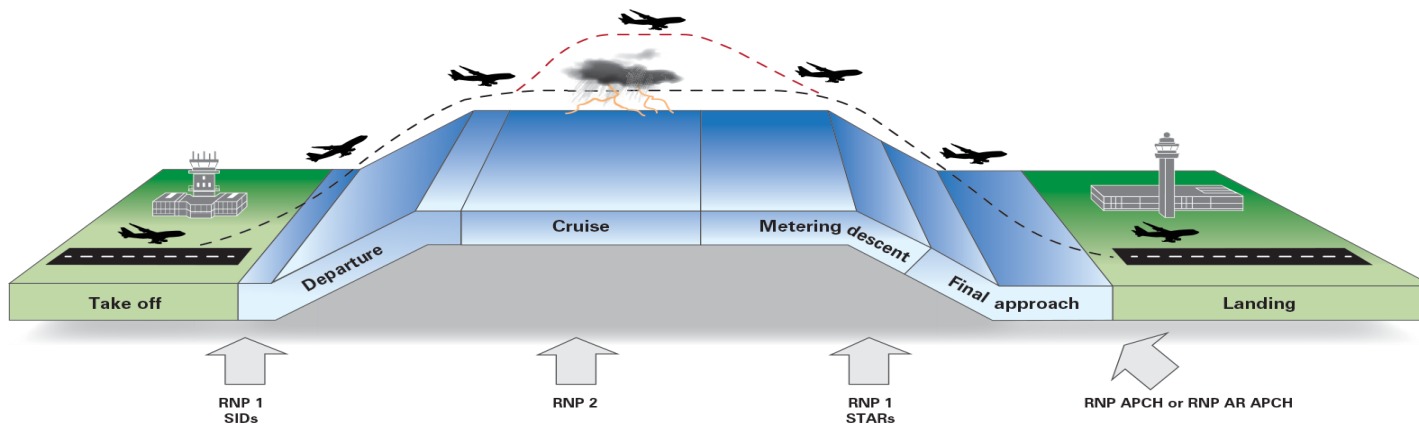 Take off
Departure
Cruise
Metering descent
Final approach
Landing
RNP 1
SIDs
RNP 2
RNP 1
STARs
RNP APCH or RNP AR APCH